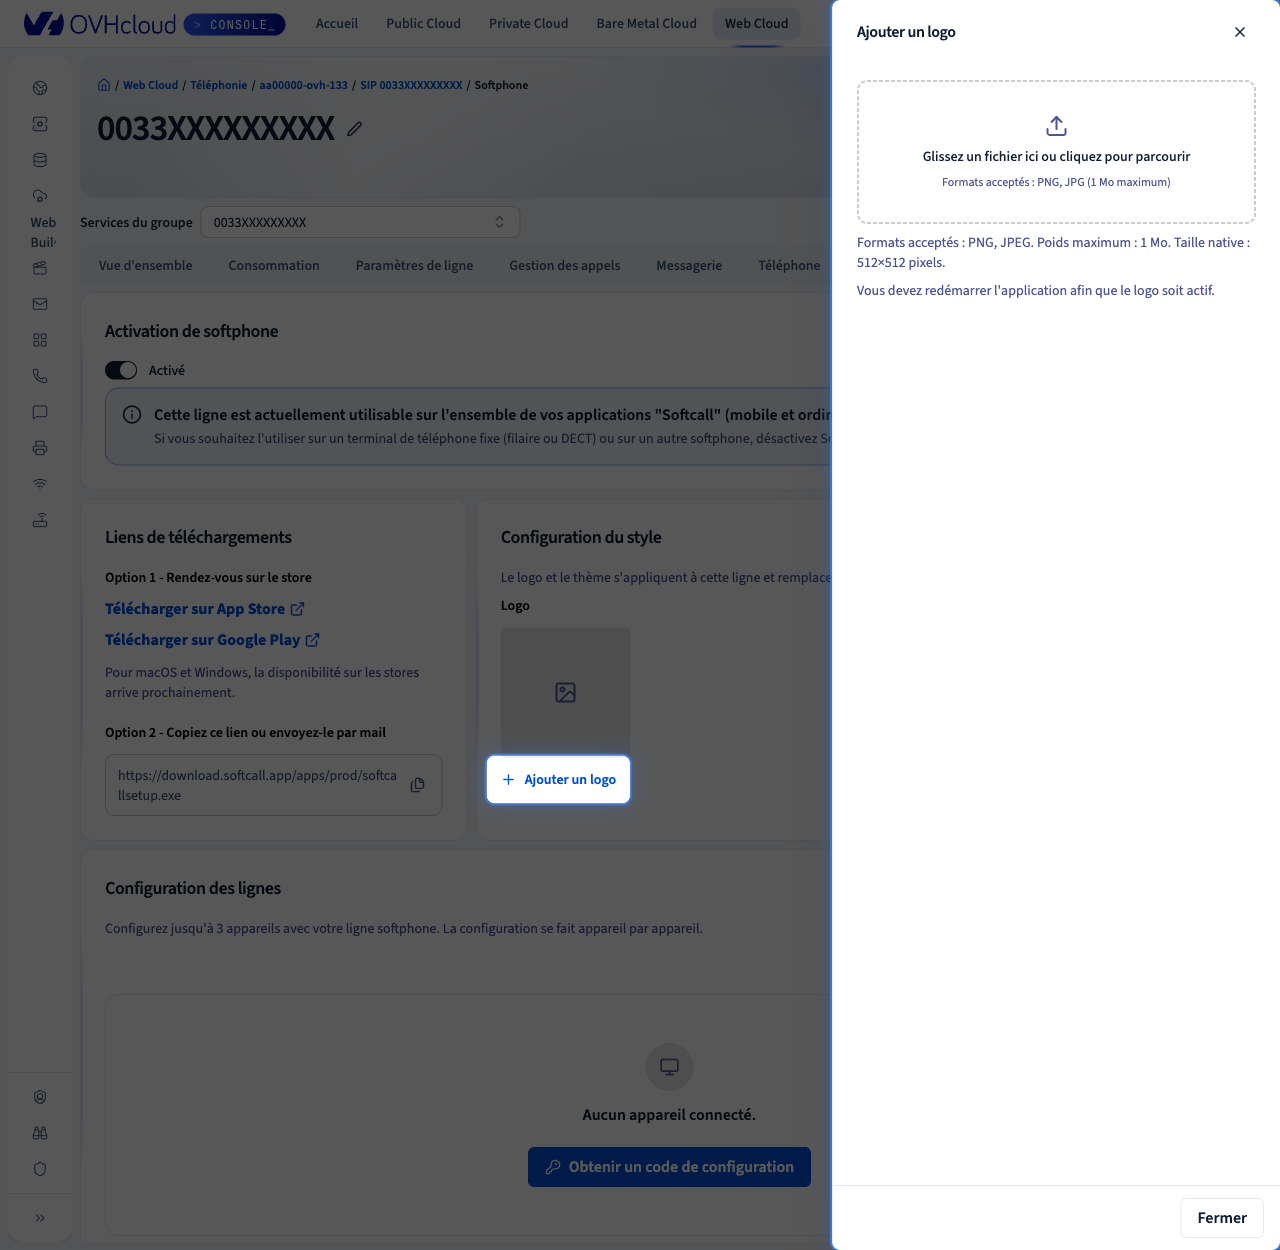 OVHcloud > CONSOLE_
Accueil
Public Cloud
Private Cloud
Bare Metal Cloud
Web Cloud
/ Web Cloud / Téléphonie / aa00000-ovh-133 / SIP 0033XXXXXXXXX / Softphone
0033XXXXXXXXX
Web
Services du groupe
0033XXXXXXXXX
Vue d'ensemble
Consommation
Paramètres de ligne
Gestion des appels
Messagerie
Téléphone
Activation de softphone
Activé
Cette ligne est actuellement utilisable sur l'ensemble de vos applications "Softcall" (mobile et
Si vous souhaitez l'utiliser sur un terminal de téléphone fixe (filaire ou DECT) ou sur un autre softphone, désactivez
Liens de téléchargements
Option 1 - Rendez-vous sur le store
Télécharger sur App Store
Télécharger sur Google Play
Pour macOS et Windows, la disponibilité sur les stores
arrive prochainement.
Option 2 - Copiez ce lien ou envoyez-le par mail
https://download.softcall.app/apps/prod/softca
llsetup.exe
Configuration du style
Le logo et le thème s'appliquent à cette ligne et
Logo
Ajouter un logo
Configuration des lignes
Configurez jusqu'à 3 appareils avec votre ligne softphone. La configuration se fait appareil par appareil.
Aucun appareil connecté.
Obtenir un code de configuration
Ajouter un logo
Glissez un fichier ici ou cliquez pour parcourir
Formats acceptés : PNG, JPG (1 Mo maximum)
Formats acceptés : PNG, JPEG. Poids maximum : 1 Mo. Taille native :
512×512 pixels.
Vous devez redémarrer l'application afin que le logo soit actif.
Fermer